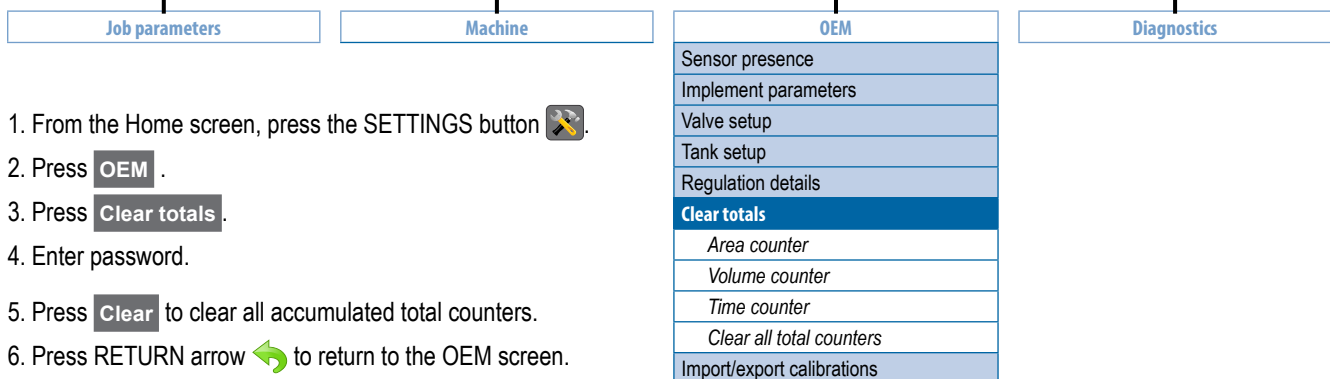 Job parameters
Machine
OEM
Diagnostics
1. From the Home screen, press the SETTINGS button .
2. Press OEM .
3. Press Clear totals .
4. Enter password.
5. Press Clear to clear all accumulated total counters.
6. Press RETURN arrow to return to the OEM screen.
Sensor presence
Implement parameters
Valve setup
Tank setup
Regulation details
Clear totals
Area counter
Volume counter
Time counter
Clear all total counters
Import/export calibrations